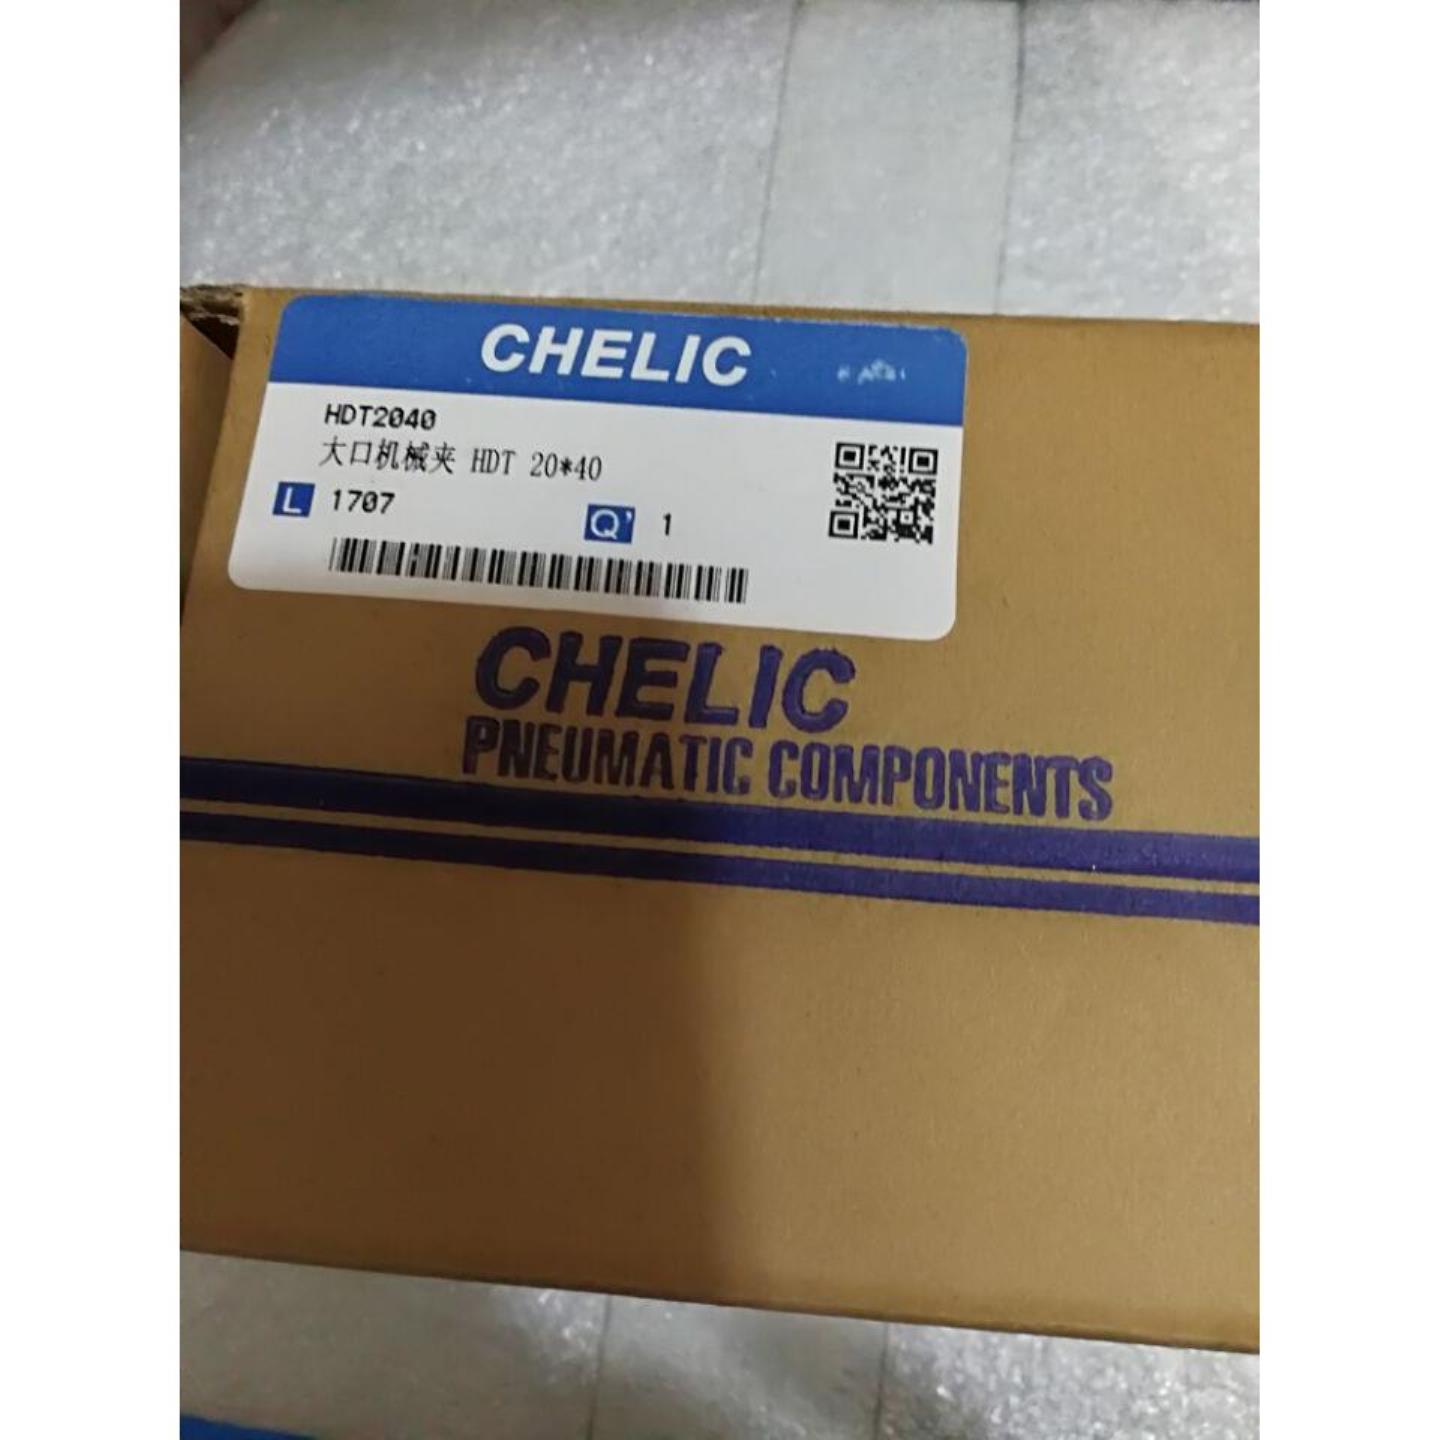 CHELIC
HDT2040
大口机械夹 HDT 20*40
L 1707 Q' 1
CHELIC
PNEUMATIC COMPONENTS